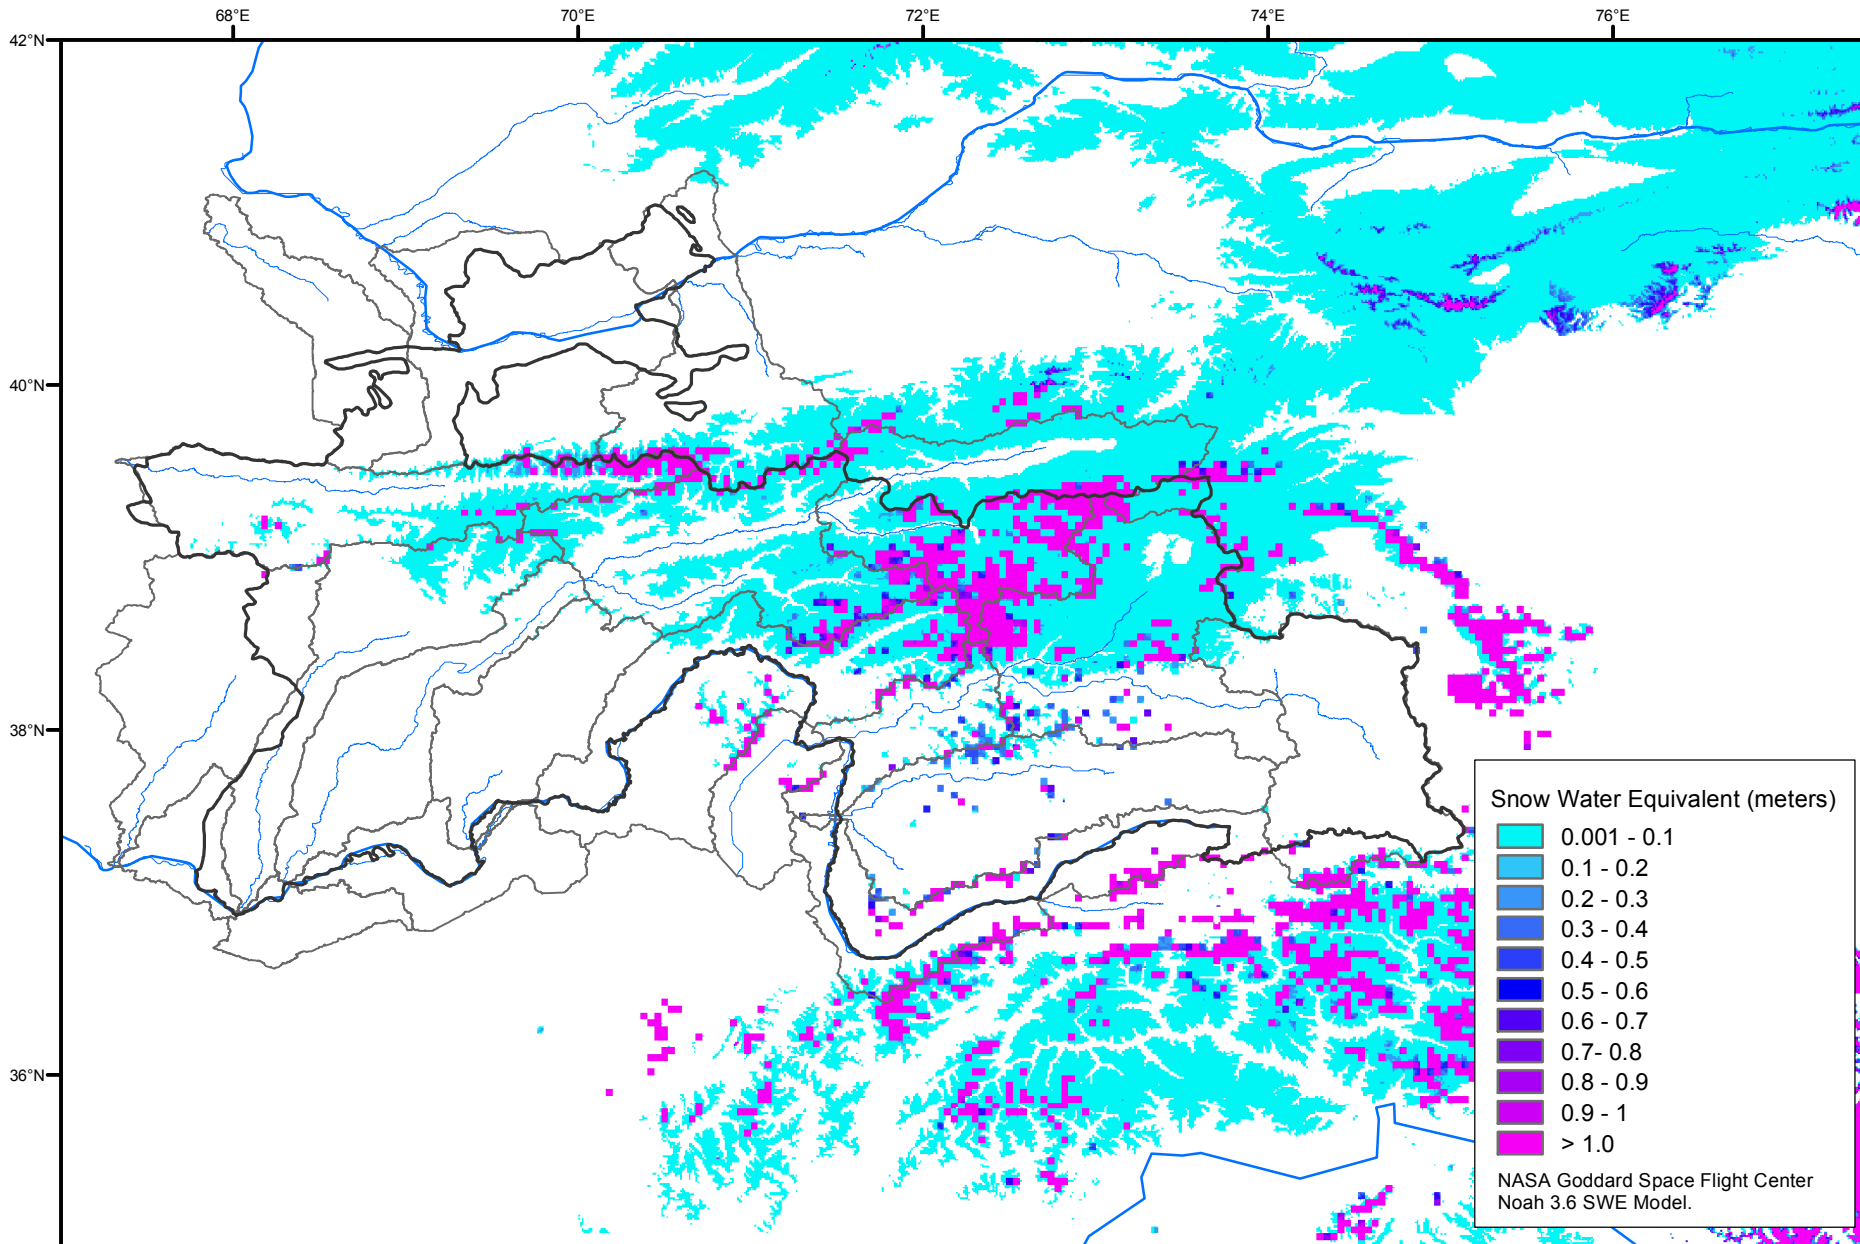 68°E
70°E
72°E
74°E
76°E
42°N
40°N
38°N
36°N
Snow Water Equivalent (meters)
0.001 - 0.1
0.1 - 0.2
0.2 - 0.3
0.3 - 0.4
0.4 - 0.5
0.5 - 0.6
0.6 - 0.7
0.7- 0.8
0.8 - 0.9
0.9 - 1
> 1.0
NASA Goddard Space Flight Center
Noah 3.6 SWE Model.